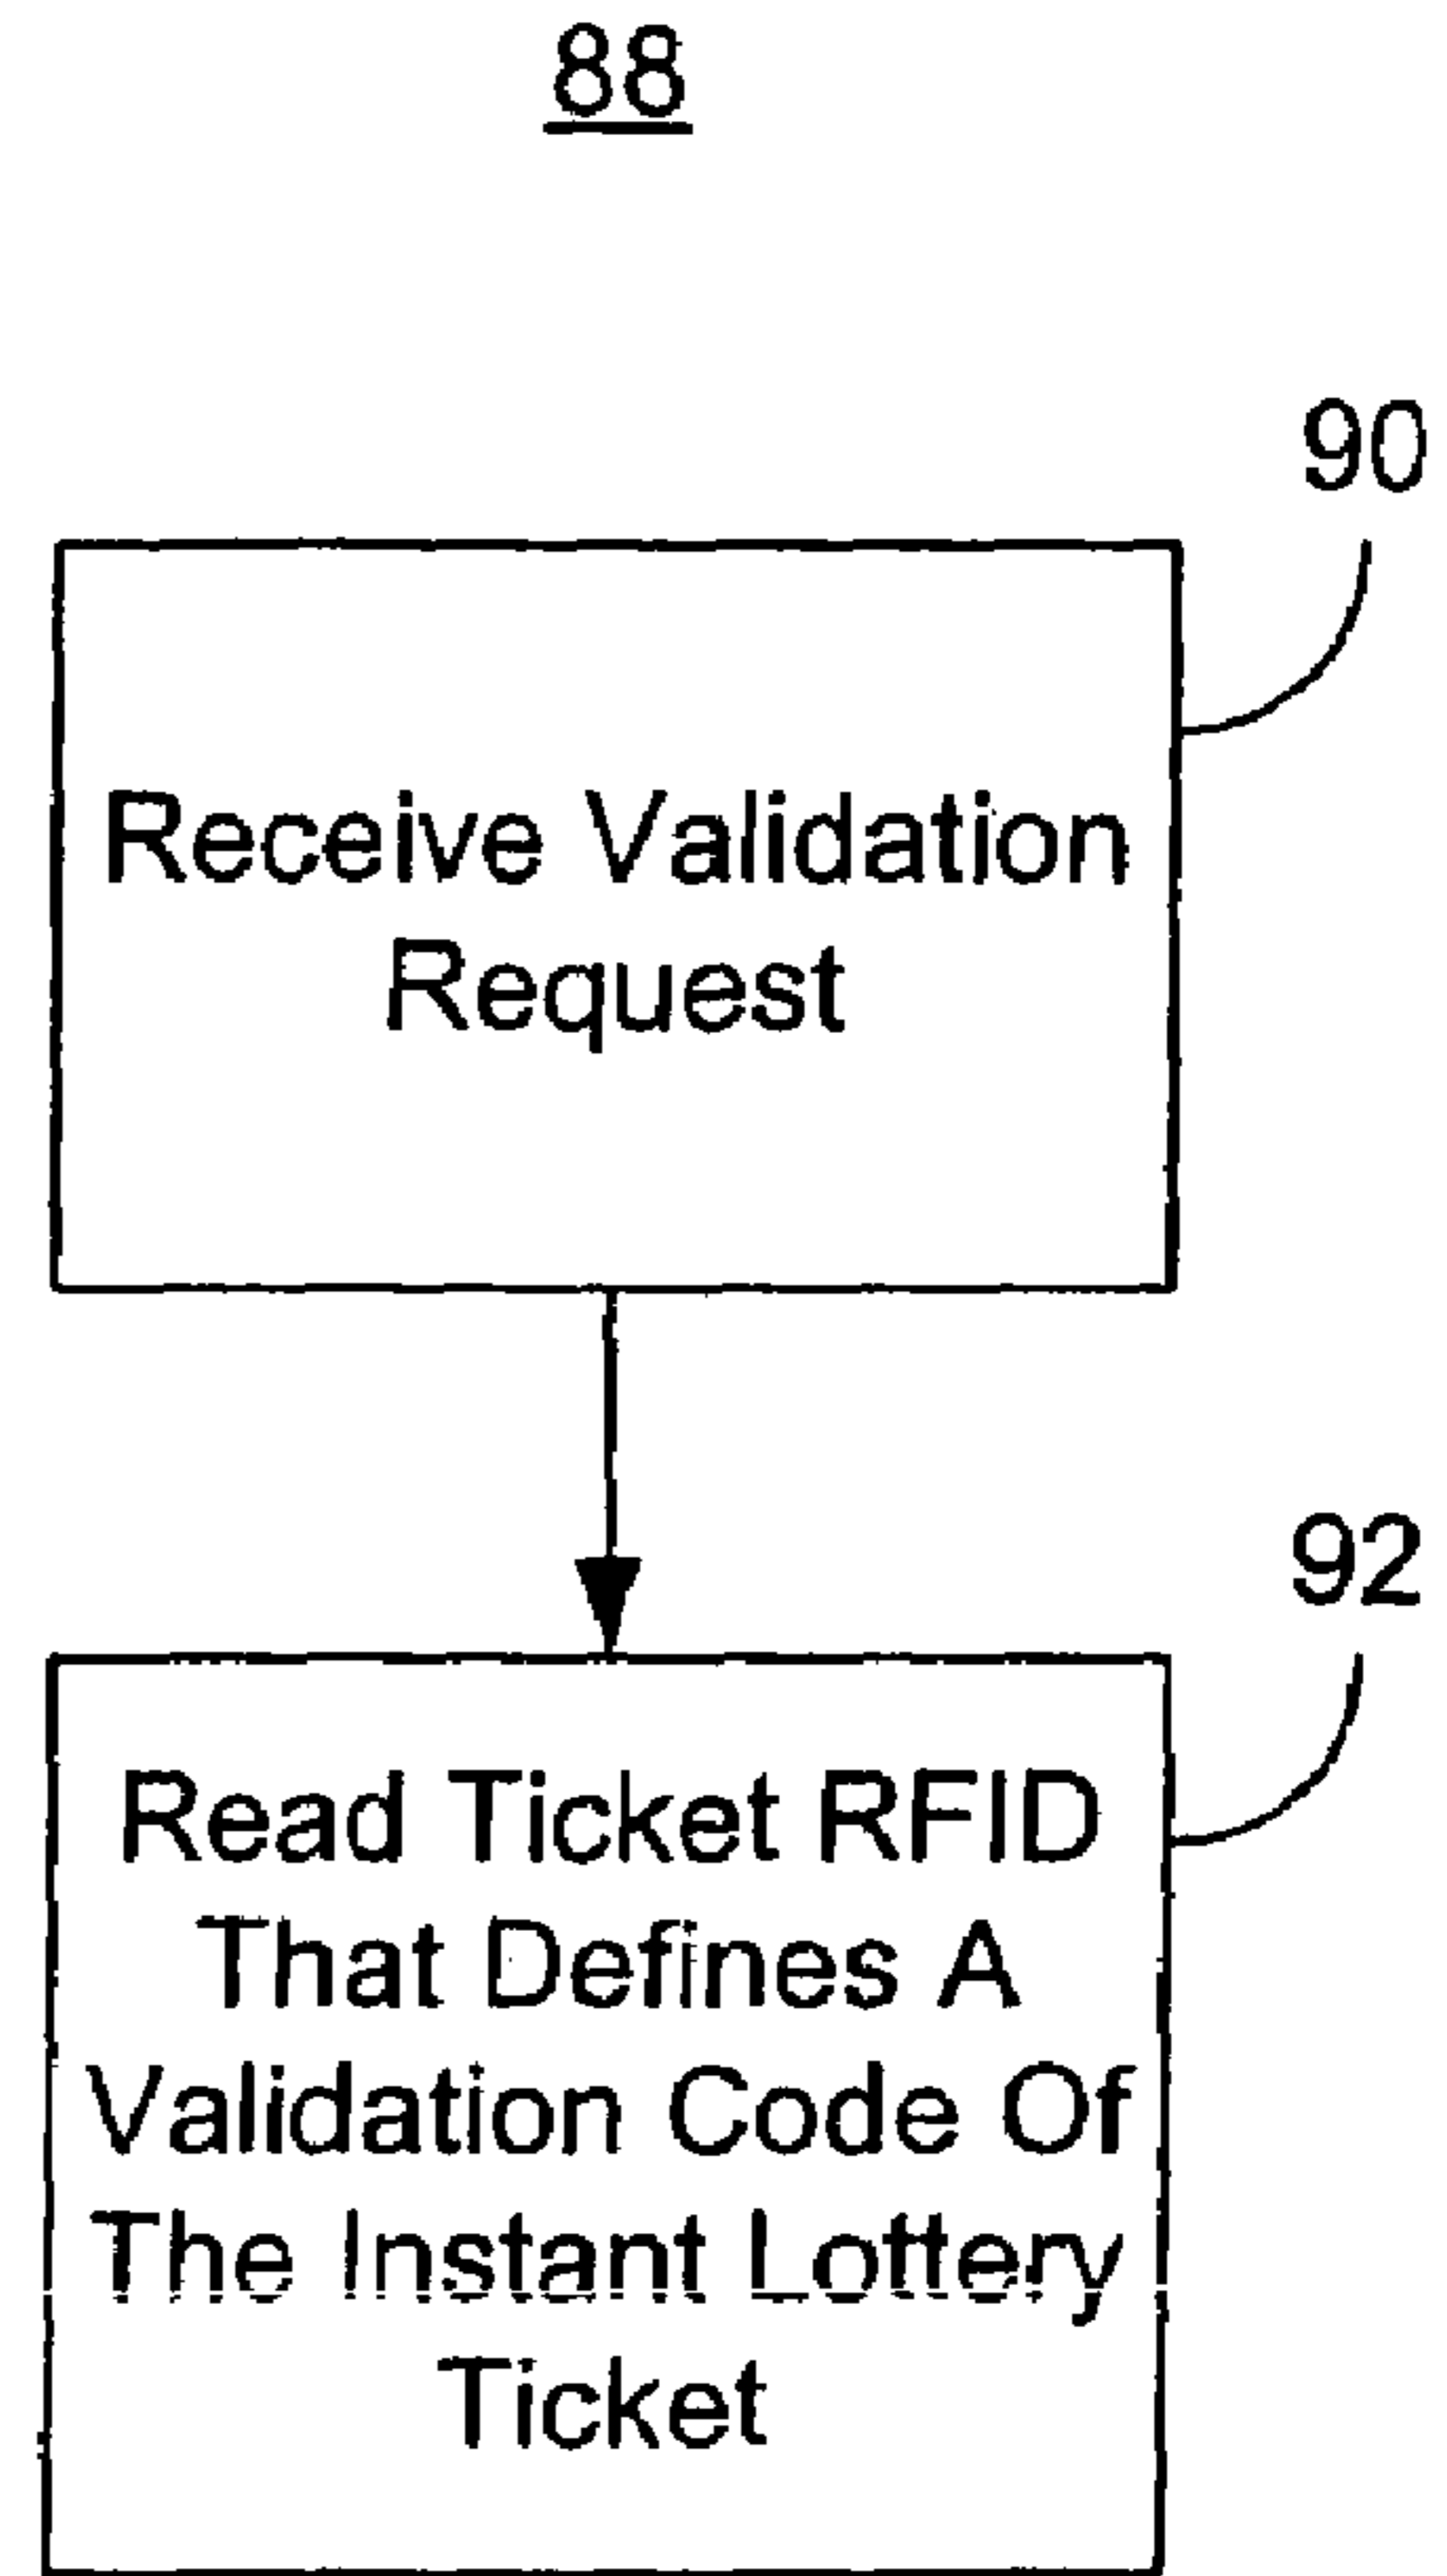 88
90
Receive Validation
Request
92
Read Ticket RFID
That Defines A
Validation Code Of
The Instant Lottery
Ticket